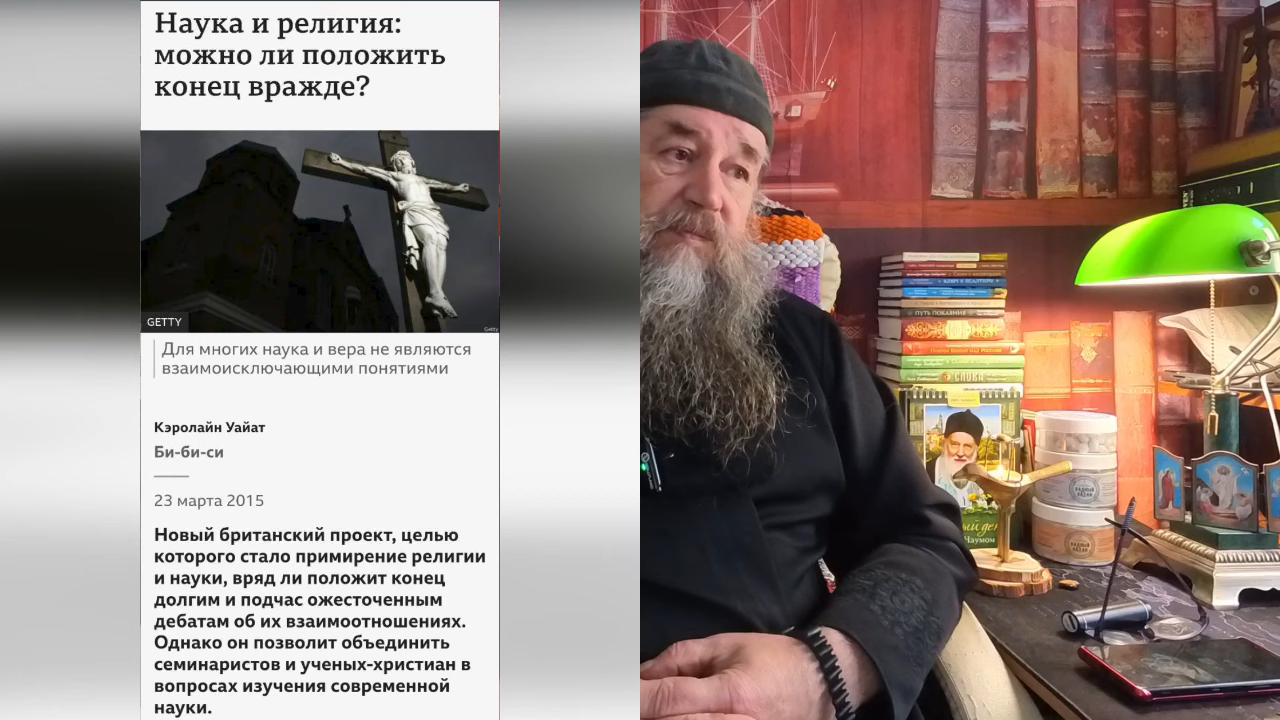 Наука и религия:
можно ли положить
конец вражде?
GETTY
Getty
Для многих наука и вера не являются
взаимоисключающими понятиями
Кэролайн Уайат
Би-би-си
23 марта 2015
Новый британский проект, целью
которого стало примирение религии
и науки, вряд ли положит конец
долгим и подчас ожесточенным
дебатам об их взаимоотношениях.
Однако он позволит объединить
семинаристов и ученых-христиан в
вопросах изучения современной
науки.
ПУТЬ ПОКАЯНИЯ
СЛОВА
Наумом